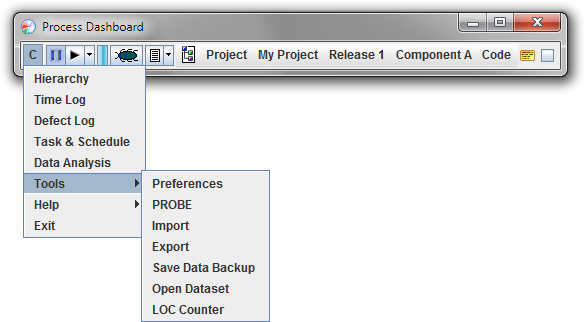 Process Dashboard
C Project My Project Release 1 Component A Code
Hierarchy
Time Log
Defect Log
Task & Schedule
Data Analysis
Tools
Help
Exit
Preferences
PROBE
Import
Export
Save Data Backup
Open Dataset
LOC Counter